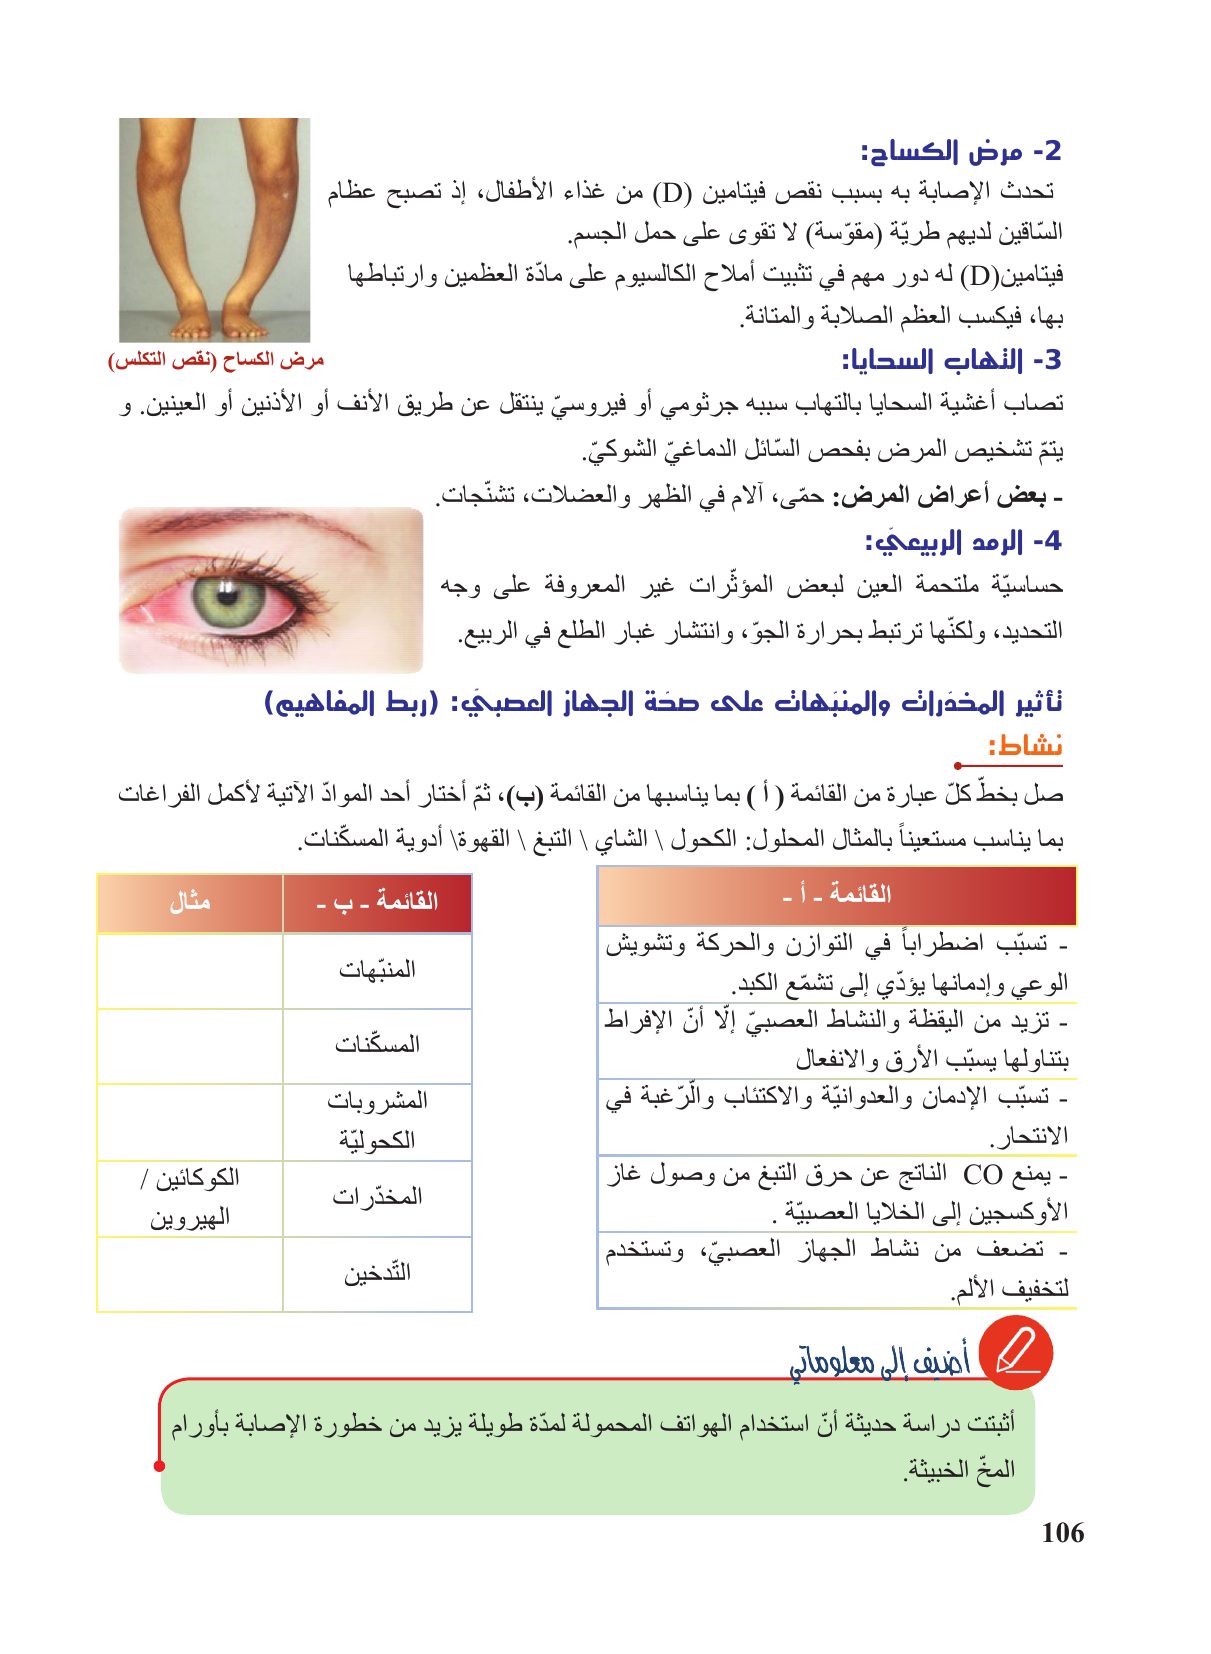 2- مرض الكساح:
تحدث الإصابة به بسبب نقص فيتامين (D) من غذاء الأطفال، إذ تصبح عظام
السّاقين لديهم طريّة (مقوّسة) لا تقوى على حمل الجسم.
فيتامين(D) له دور مهم في تثبيت أملاح الكالسيوم على مادّة العظمين وارتباطها
بها، فيكسب العظم الصلابة والمتانة.
مرض الكساح (نقص التكلس)
3- التهاب السحايا:
تصاب أغشية السحايا بالتهاب سببه جرثومي أو فيروسيّ ينتقل عن طريق الأنف أو الأذنين أو العينين. و
يتمّ تشخيص المرض بفحص السّائل الدماغيّ الشوكيّ.
- بعض أعراض المرض: حمّى، آلام في الظهر والعضلات، تشنّجات.
4- الرمد الربيعيّ:
حساسيّة ملتحمة العين لبعض المؤثّرات غير المعروفة على وجه
التحديد، ولكنّها ترتبط بحرارة الجوّ، وانتشار غبار الطلع في الربيع.
تأثير المخدّرات والمنبّهات على صحّة الجهاز العصبيّ: (ربط المفاهيم)
نشاط:
صل بخطّ كلّ عبارة من القائمة ( أ ) بما يناسبها من القائمة (ب)، ثمّ أختار أحد الموادّ الآتية لأكمل الفراغات
بما يناسب مستعيناً بالمثال المحلول: الكحول \ الشاي \ التبغ \ القهوة\ أدوية المسكّنات.
القائمة - أ -
- تسبّب اضطراباً في التوازن والحركة وتشويش
الوعي وإدمانها يؤدّي إلى تشمّع الكبد.
- تزيد من اليقظة والنشاط العصبيّ إلّا أنّ الإفراط
بتناولها يسبّب الأرق والانفعال
- تسبّب الإدمان والعدوانيّة والاكتئاب والرّغبة في
الانتحار.
- يمنع CO الناتج عن حرق التبغ من وصول غاز
الأوكسجين إلى الخلايا العصبيّة .
- تضعف من نشاط الجهاز العصبيّ، وتستخدم
لتخفيف الألم.
القائمة - ب - مثال
المنبّهات
المسكّنات
المشروبات
الكحوليّة
المخدّرات الكوكائين /
الهيروين
التّدخين
أضيف إلى معلوماتي
أثبتت دراسة حديثة أنّ استخدام الهواتف المحمولة لمدّة طويلة يزيد من خطورة الإصابة بأورام
المخّ الخبيثة.
106